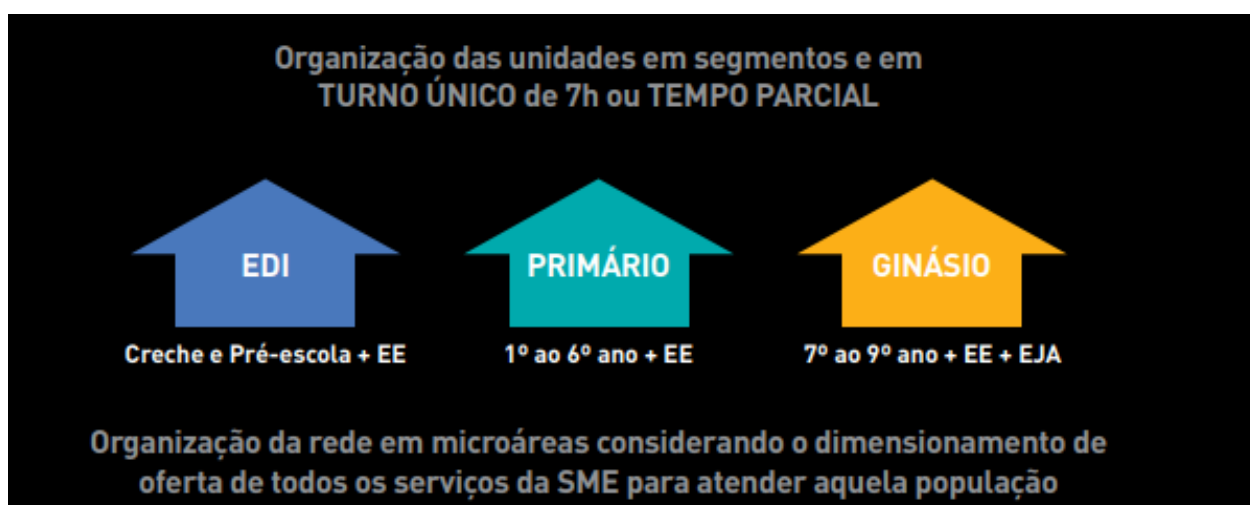 Organização das unidades em segmentos e em
TURNO ÚNICO de 7h ou TEMPO PARCIAL
EDI
PRIMÁRIO
GINÁSIO
Creche e Pré-escola + EE
1º ao 6º ano + EE
7º ao 9º ano + EE + EJA
Organização da rede em microáreas considerando o dimensionamento de
oferta de todos os serviços da SME para atender aquela população